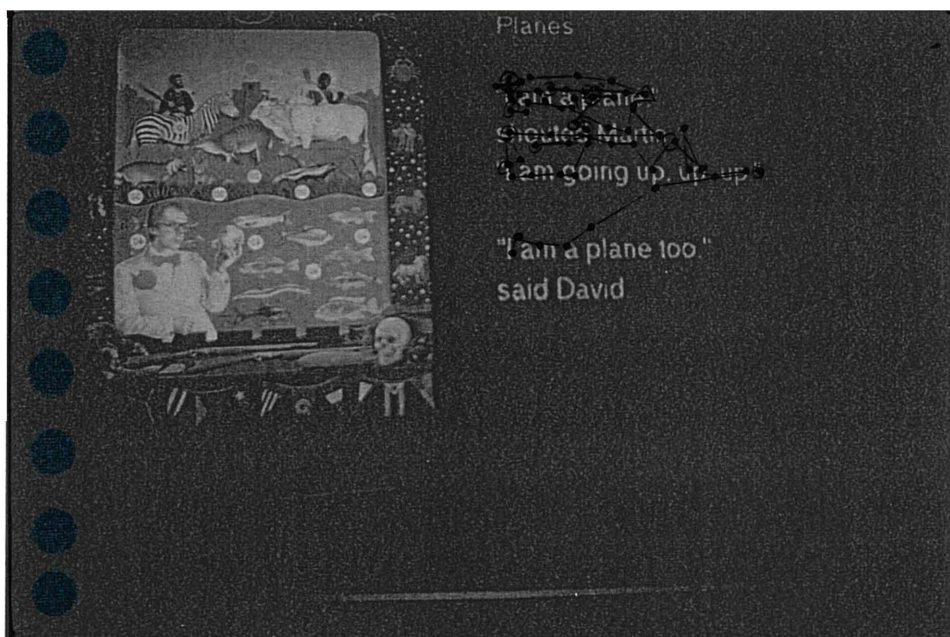 Planes
"I am a plane"
shouted Martin
"I am going up, up, up"
"I am a plane too."
said David